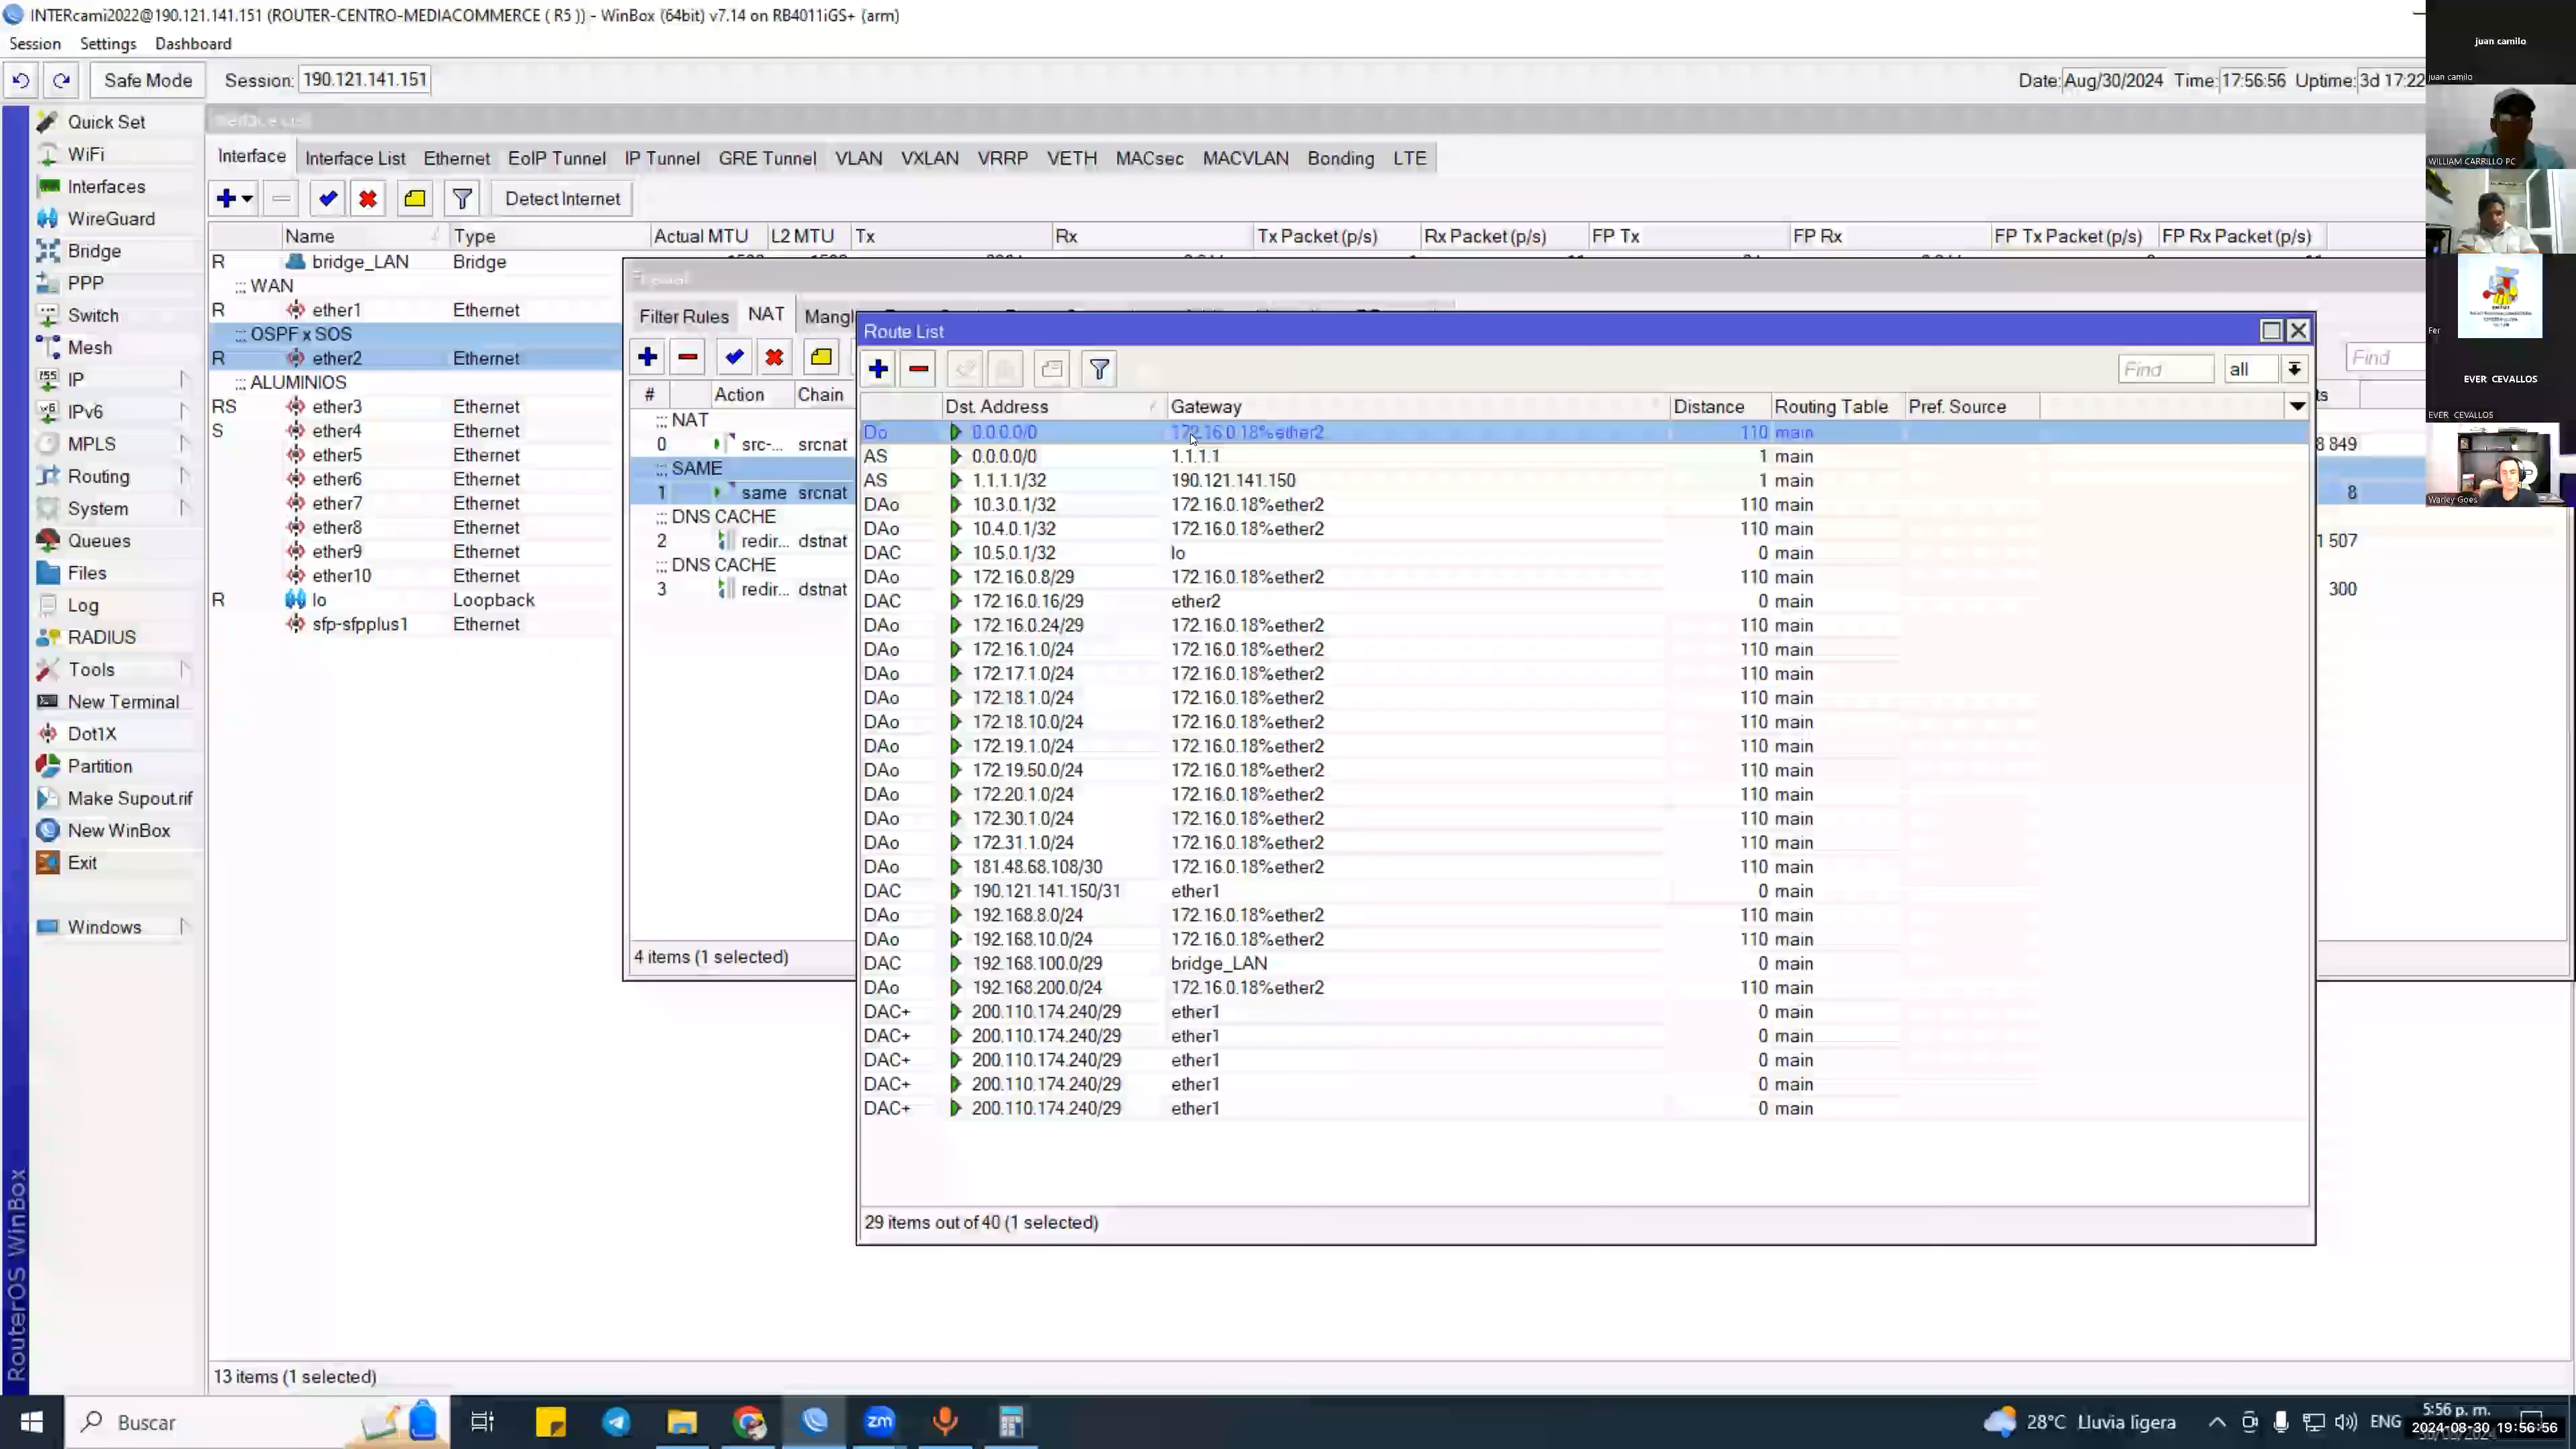 INTERcami2022@190.121.141.151 (ROUTER-CENTRO-MEDIACOMMERCE ( R5 )) - WinBox (64bit) v7.14 on RB4011iGS+ (arm)
Session Settings Dashboard
Safe Mode Session: 190.121.141.151 Date: Aug/30/2024 Time: 17:56:56 Uptime: 3d 17:22
Quick Set
WiFi
Interfaces
WireGuard
Bridge
PPP
Switch
Mesh
IP
IPv6
MPLS
Routing
System
Queues
Files
Log
RADIUS
Tools
New Terminal
Dot1X
Partition
Make Supout.rif
New WinBox
Exit
Windows
RouterOS WinBox
Interface List
Interface Interface List Ethernet EoIP Tunnel IP Tunnel GRE Tunnel VLAN VXLAN VRRP VETH MACsec MACVLAN Bonding LTE
Detect Internet
Name Type Actual MTU L2 MTU Tx Rx Tx Packet (p/s) Rx Packet (p/s) FP Tx FP Rx FP Tx Packet (p/s) FP Rx Packet (p/s)
R bridge_LAN Bridge
;;; WAN
R ether1 Ethernet
;;; OSPF x SOS
R ether2 Ethernet
;;; ALUMINIOS
RS ether3 Ethernet
S ether4 Ethernet
ether5 Ethernet
ether6 Ethernet
ether7 Ethernet
ether8 Ethernet
ether9 Ethernet
ether10 Ethernet
R lo Loopback
sfp-sfpplus1 Ethernet
13 items (1 selected)
Firewall
Filter Rules NAT Mangl
Find
# Action Chain
ts
;;; NAT
0 src-... srcnat
8 849
;;; SAME
1 same srcnat
8
;;; DNS CACHE
2 redir... dstnat
1 507
;;; DNS CACHE
3 redir... dstnat
300
4 items (1 selected)
Route List
Find all
Dst. Address Gateway Distance Routing Table Pref. Source
Do 0.0.0.0/0 172.16.0.18%ether2 110 main
AS 0.0.0.0/0 1.1.1.1 1 main
AS 1.1.1.1/32 190.121.141.150 1 main
DAo 10.3.0.1/32 172.16.0.18%ether2 110 main
DAo 10.4.0.1/32 172.16.0.18%ether2 110 main
DAC 10.5.0.1/32 lo 0 main
DAo 172.16.0.8/29 172.16.0.18%ether2 110 main
DAC 172.16.0.16/29 ether2 0 main
DAo 172.16.0.24/29 172.16.0.18%ether2 110 main
DAo 172.16.1.0/24 172.16.0.18%ether2 110 main
DAo 172.17.1.0/24 172.16.0.18%ether2 110 main
DAo 172.18.1.0/24 172.16.0.18%ether2 110 main
DAo 172.18.10.0/24 172.16.0.18%ether2 110 main
DAo 172.19.1.0/24 172.16.0.18%ether2 110 main
DAo 172.19.50.0/24 172.16.0.18%ether2 110 main
DAo 172.20.1.0/24 172.16.0.18%ether2 110 main
DAo 172.30.1.0/24 172.16.0.18%ether2 110 main
DAo 172.31.1.0/24 172.16.0.18%ether2 110 main
DAo 181.48.68.108/30 172.16.0.18%ether2 110 main
DAC 190.121.141.150/31 ether1 0 main
DAo 192.168.8.0/24 172.16.0.18%ether2 110 main
DAo 192.168.10.0/24 172.16.0.18%ether2 110 main
DAC 192.168.100.0/29 bridge_LAN 0 main
DAo 192.168.200.0/24 172.16.0.18%ether2 110 main
DAC+ 200.110.174.240/29 ether1 0 main
DAC+ 200.110.174.240/29 ether1 0 main
DAC+ 200.110.174.240/29 ether1 0 main
DAC+ 200.110.174.240/29 ether1 0 main
DAC+ 200.110.174.240/29 ether1 0 main
29 items out of 40 (1 selected)
juan camilo
juan camilo
WILLIAM CARRILLO PC
Fer
EVER CEVALLOS
EVER CEVALLOS
Warley Goes
Buscar
zm
28°C Lluvia ligera
ENG
5:56 p. m.
2024-08-30 19:56:56